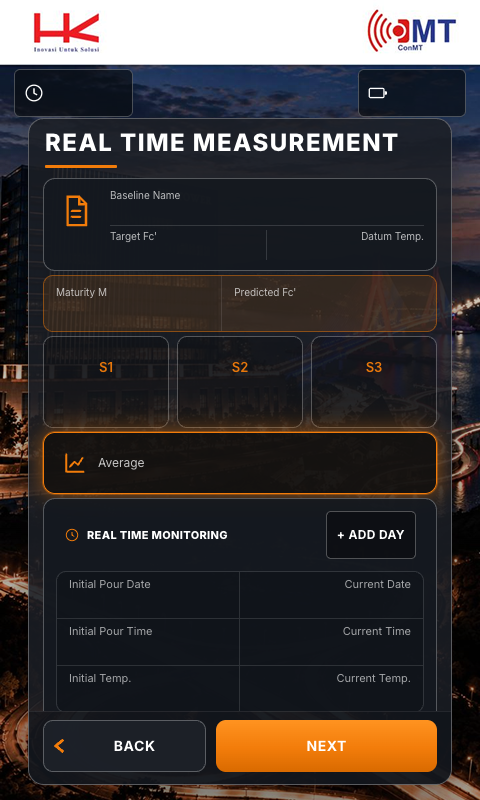 HK
Inovasi Untuk Solusi
CMT
ConMT
REAL TIME MEASUREMENT
Baseline Name
Target Fc'
Datum Temp.
Maturity M
Predicted Fc'
S1
S2
S3
Average
REAL TIME MONITORING
+ ADD DAY
Initial Pour Date
Current Date
Initial Pour Time
Current Time
Initial Temp.
Current Temp.
BACK
NEXT